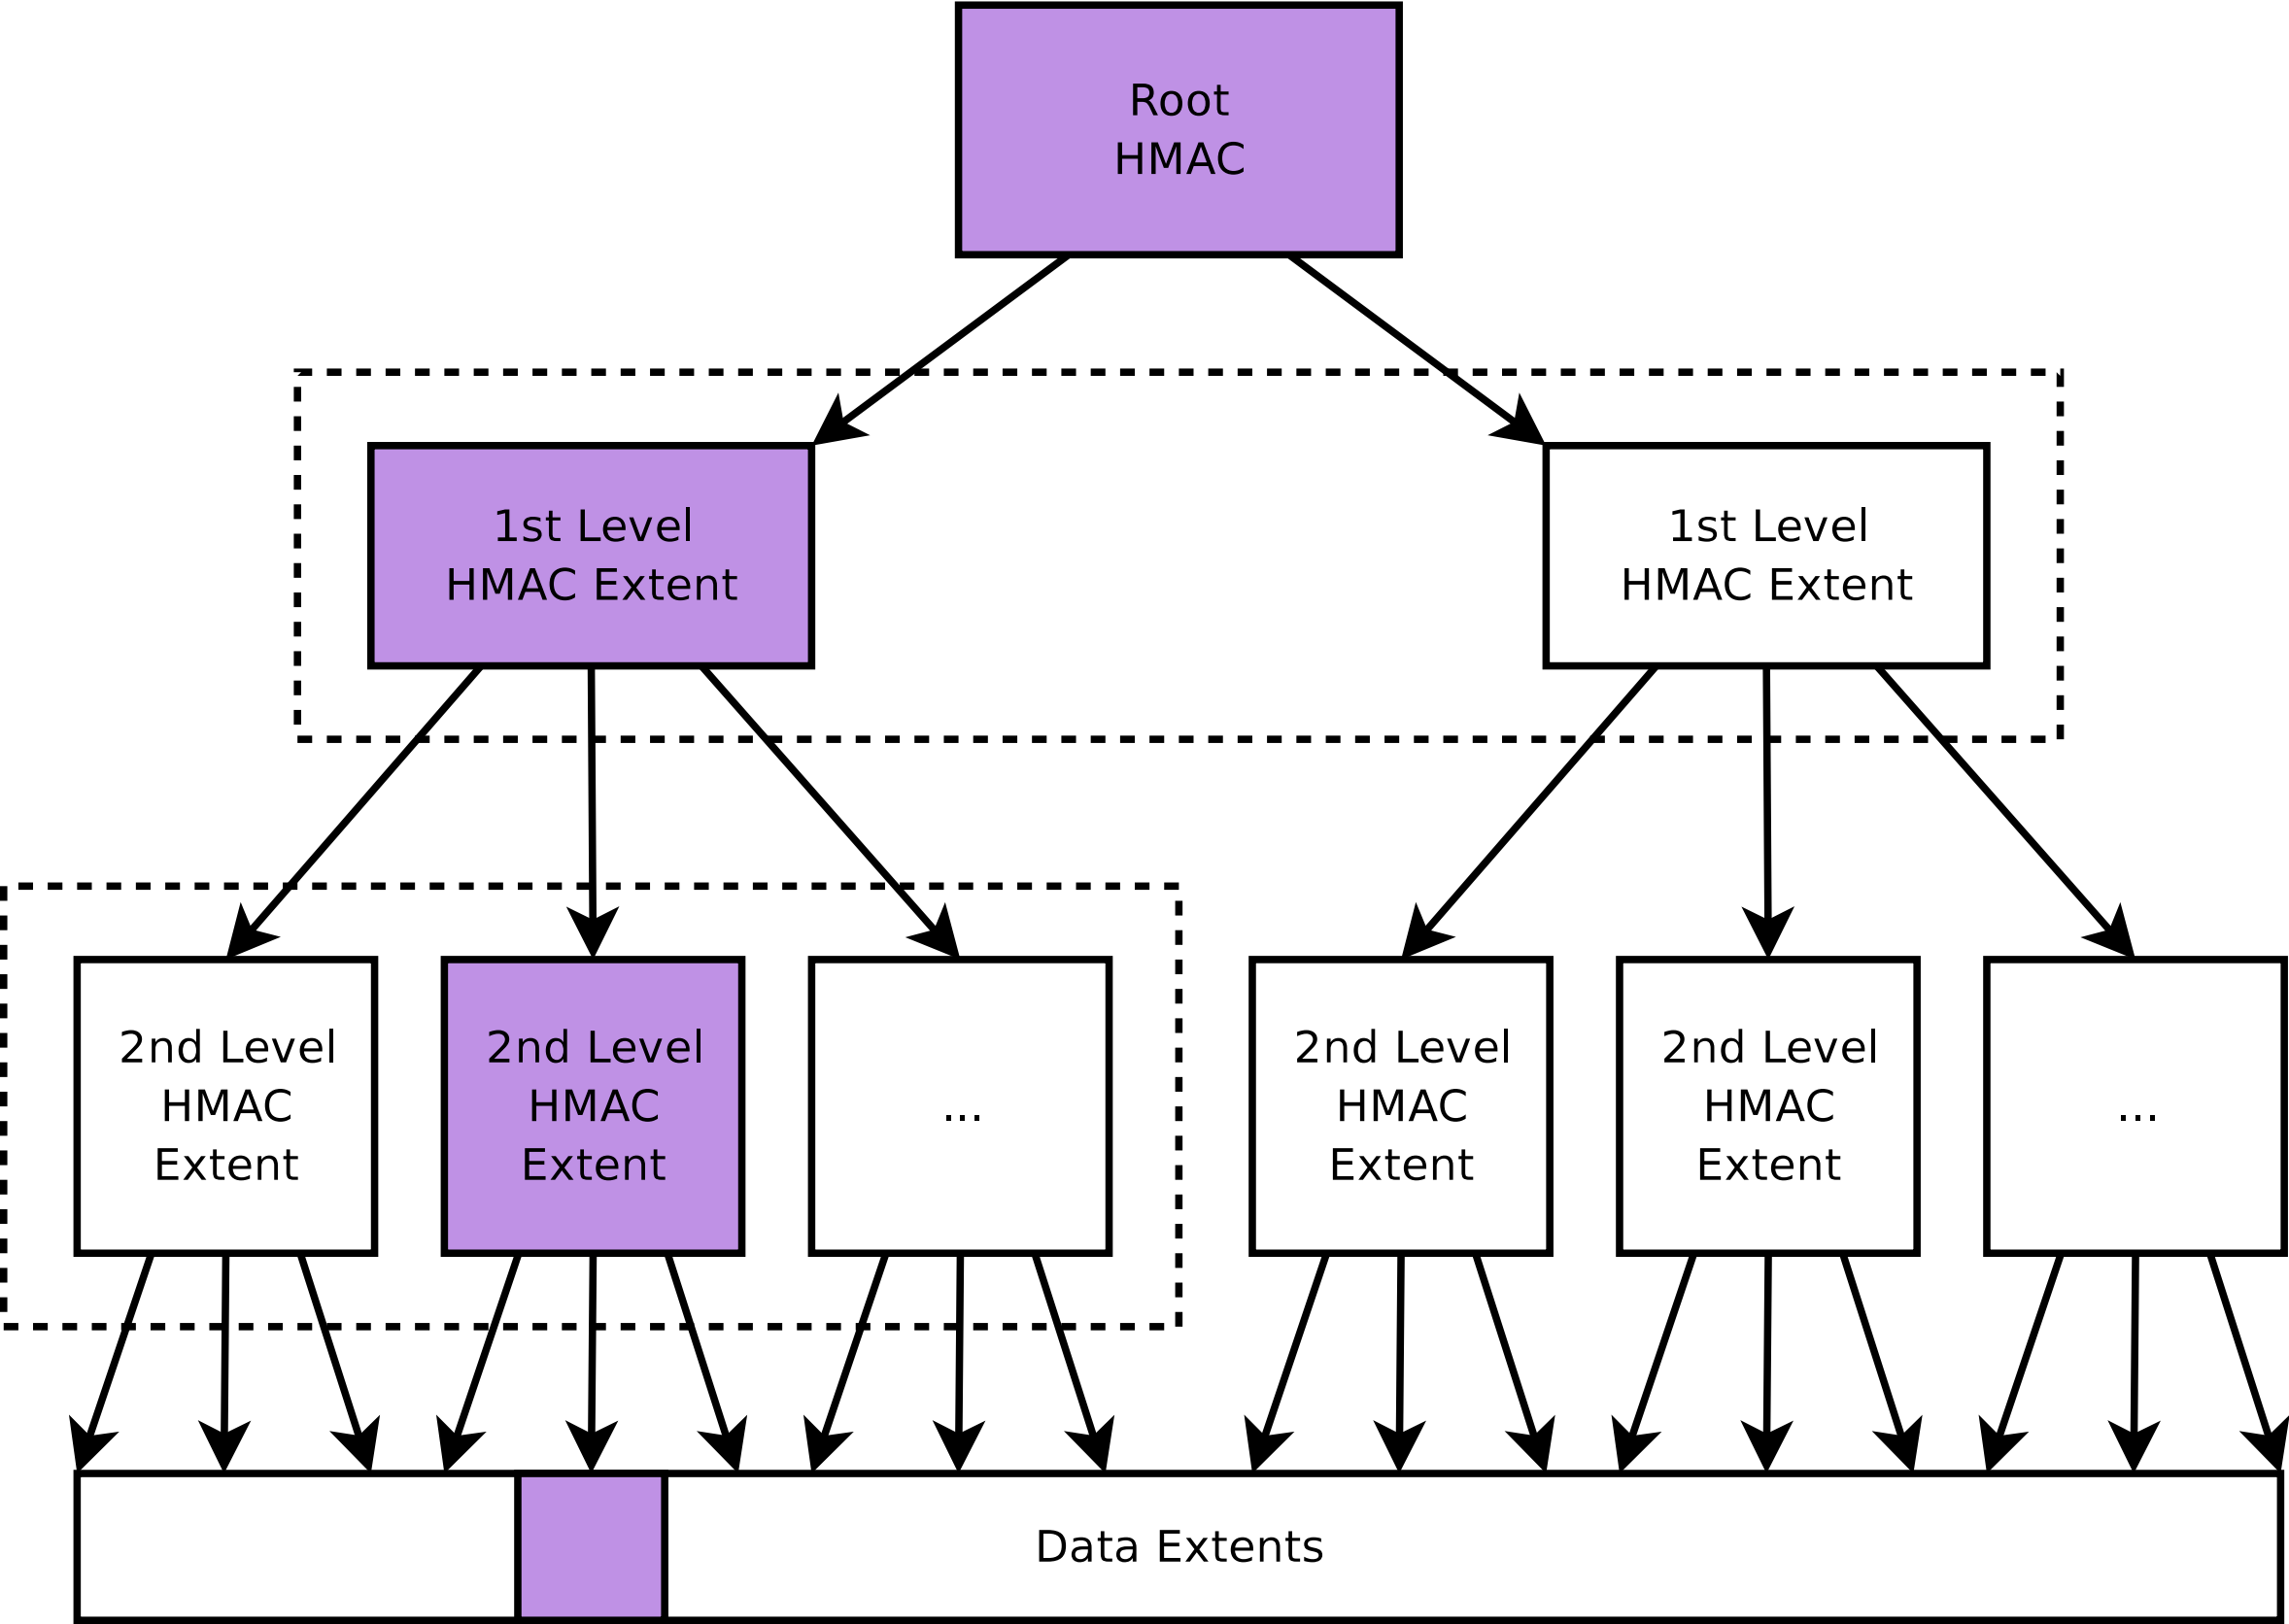 Root
HMAC
1st Level
HMAC Extent
1st Level
HMAC Extent
2nd Level
HMAC
Extent
2nd Level
HMAC
Extent
...
2nd Level
HMAC
Extent
2nd Level
HMAC
Extent
...
Data Extents